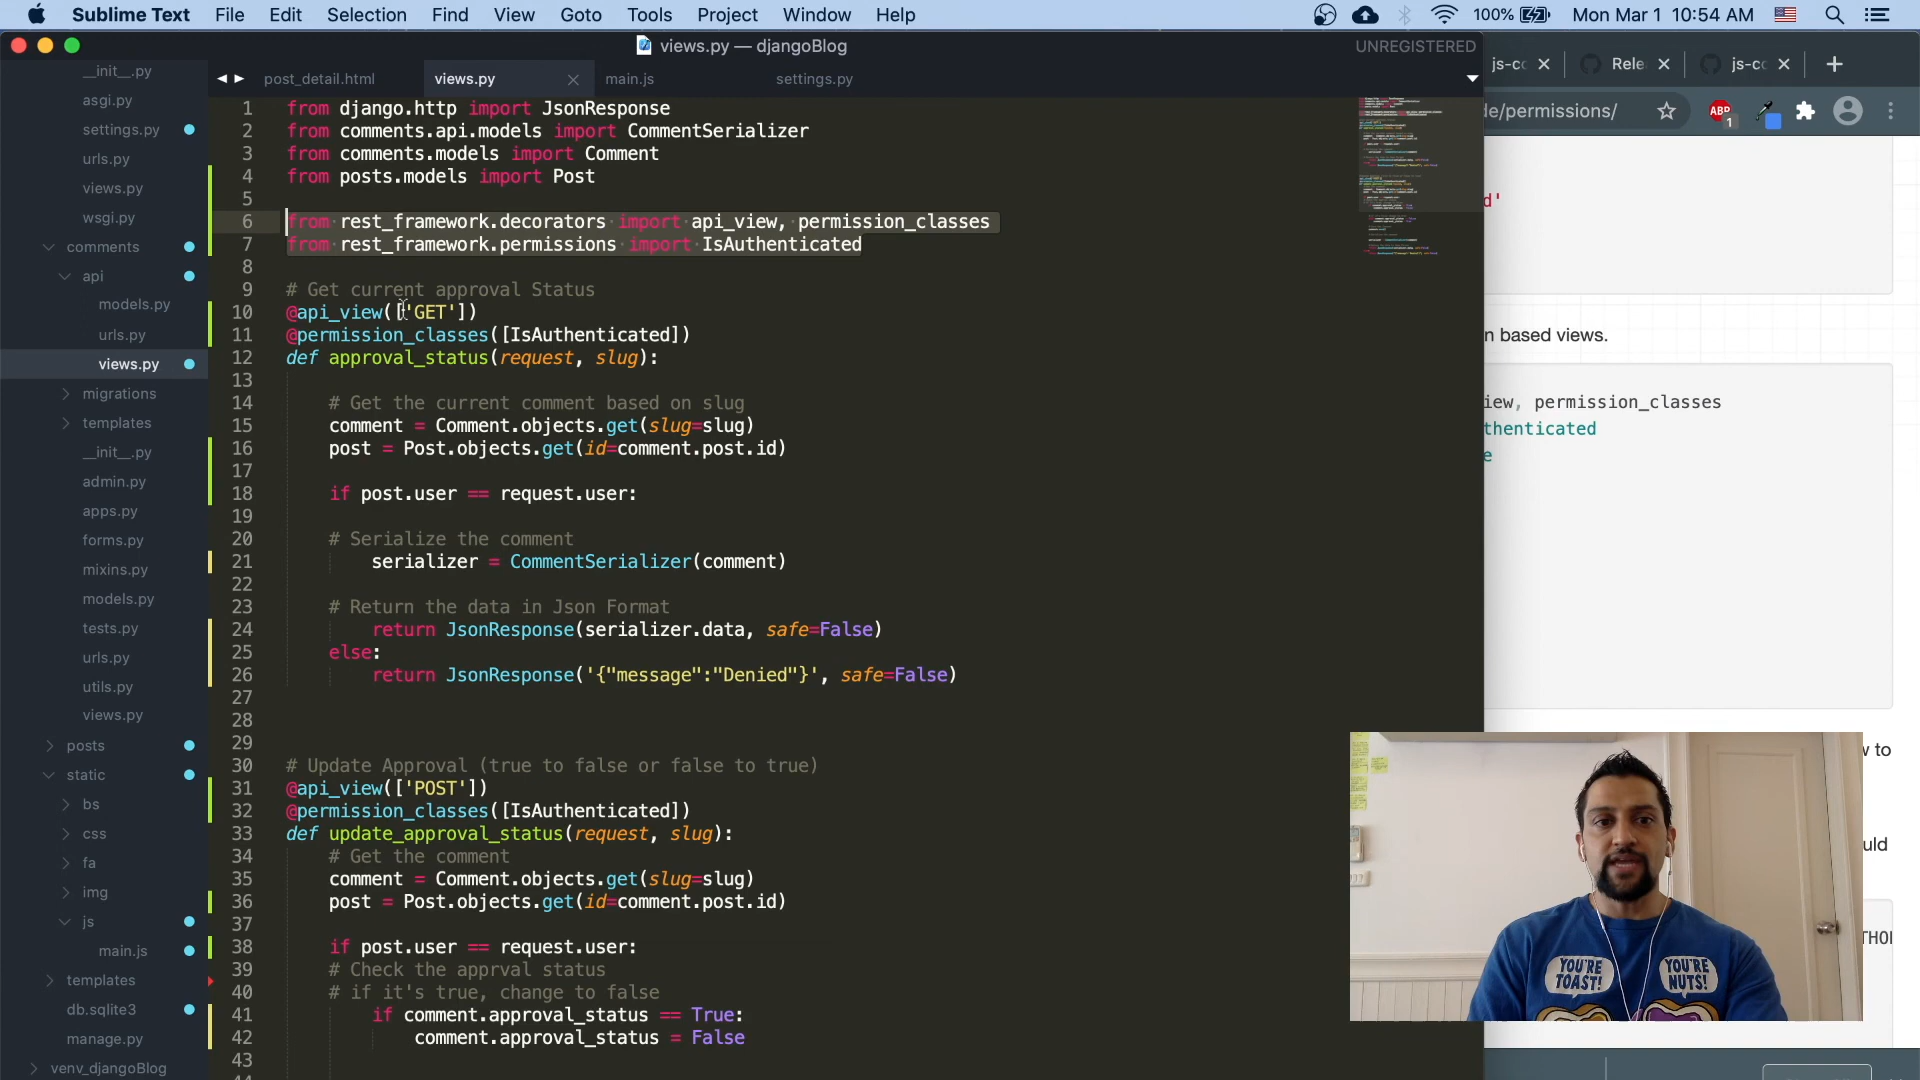 Sublime Text File Edit Selection Find View Goto Tools Project Window Help 100% Mon Mar 1 10:54 AM
views.py — djangoBlog UNREGISTERED
post_detail.html views.py main.js settings.py
js-cc Rele js-cc
de/permissions/
ABP 1
__init__.py
asgi.py
settings.py
urls.py
views.py
wsgi.py
comments
api
models.py
urls.py
views.py
migrations
templates
__init__.py
admin.py
apps.py
forms.py
mixins.py
models.py
tests.py
urls.py
utils.py
views.py
posts
static
bs
css
fa
img
js
main.js
templates
db.sqlite3
manage.py
venv_djangoBlog
1 from django.http import JsonResponse
2 from comments.api.models import CommentSerializer
3 from comments.models import Comment
4 from posts.models import Post
5
6 from rest_framework.decorators import api_view, permission_classes
7 from rest_framework.permissions import IsAuthenticated
8
9 # Get current approval Status
10 @api_view(['GET'])
11 @permission_classes([IsAuthenticated])
12 def approval_status(request, slug):
13
14 # Get the current comment based on slug
15 comment = Comment.objects.get(slug=slug)
16 post = Post.objects.get(id=comment.post.id)
17
18 if post.user == request.user:
19
20 # Serialize the comment
21 serializer = CommentSerializer(comment)
22
23 # Return the data in Json Format
24 return JsonResponse(serializer.data, safe=False)
25 else:
26 return JsonResponse('{"message":"Denied"}', safe=False)
27
28
29
30 # Update Approval (true to false or false to true)
31 @api_view(['POST'])
32 @permission_classes([IsAuthenticated])
33 def update_approval_status(request, slug):
34 # Get the comment
35 comment = Comment.objects.get(slug=slug)
36 post = Post.objects.get(id=comment.post.id)
37
38 if post.user == request.user:
39 # Check the apprval status
40 # if it's true, change to false
41 if comment.approval_status == True:
42 comment.approval_status = False
43
d'
n based views.
iew, permission_classes
thenticated
e
w to
uld
THOI
YOU'RE TOAST!
YOU'RE NUTS!